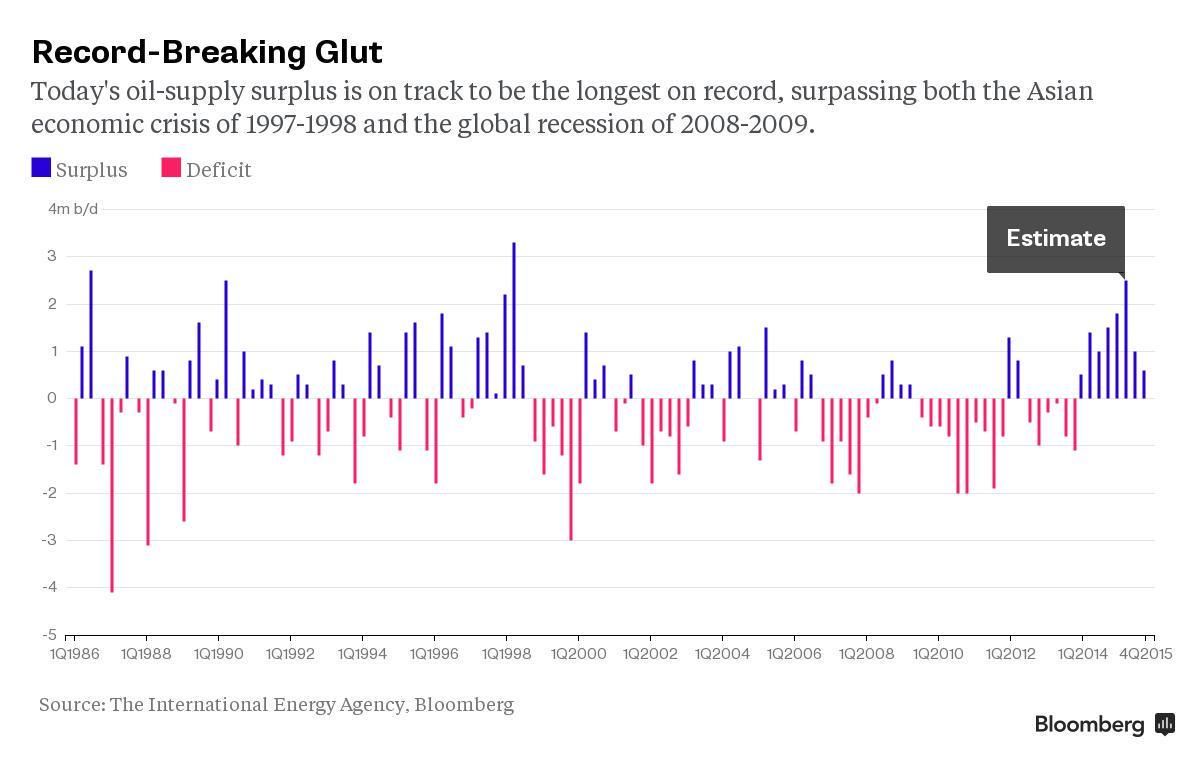 Record-Breaking Glut
Today's oil-supply surplus is on track to be the longest on record, surpassing both the Asian
economic crisis of 1997-1998 and the global recession of 2008-2009.
Surplus Deficit
4m b/d
Estimate
3
2
1
0
-1
-2
-3
-4
-5
1Q1986 1Q1988 1Q1990 1Q1992 1Q1994 1Q1996 1Q1998 1Q2000 1Q2002 1Q2004 1Q2006 1Q2008 1Q2010 1Q2012 1Q2014 4Q2015
Source: The International Energy Agency, Bloomberg
Bloomberg